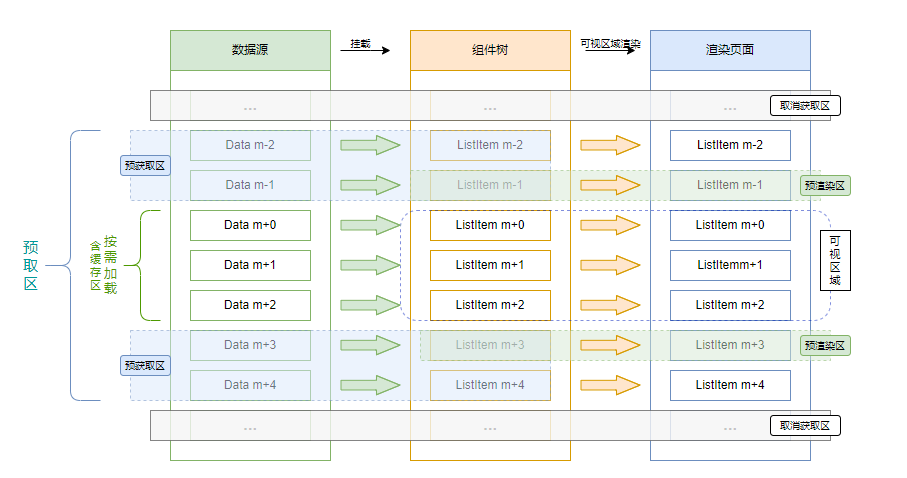 数据源
挂载
组件树
可视区域渲染
渲染页面
...
...
...
取消获取区
Data m-2
ListItem m-2
ListItem m-2
预获取区
Data m-1
ListItem m-1
ListItem m-1
预渲染区
Data m+0
ListItem m+0
ListItem m+0
预取区
按需加载
含缓存区
Data m+1
ListItem m+1
ListItemm+1
可视区域
Data m+2
ListItem m+2
ListItem m+2
Data m+3
ListItem m+3
ListItem m+3
预渲染区
预获取区
Data m+4
ListItem m+4
ListItem m+4
...
...
...
取消获取区